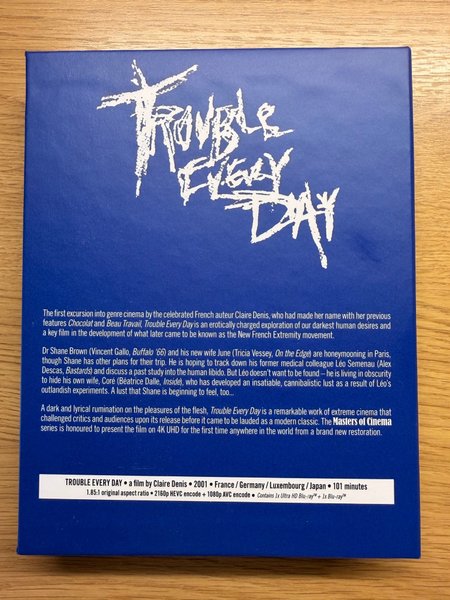 TROUBLE
EVERY
DAY
The first excursion into genre cinema by the celebrated French auteur Claire Denis, who had made her name with her previous
features Chocolat and Beau Travail, Trouble Every Day is an erotically charged exploration of our darkest human desires and
a key film in the development of what later came to be known as the New French Extremity movement.
Dr Shane Brown (Vincent Gallo, Buffalo '66) and his new wife June (Tricia Vessey, On the Edge) are honeymooning in Paris,
though Shane has other plans for their trip. He is hoping to track down his former medical colleague Léo Semenau (Alex
Descas, Bastards) and discuss a past study into the human libido. But Léo doesn't want to be found – he is living in obscurity
to hide his own wife, Coré (Béatrice Dalle, Inside), who has developed an insatiable, cannibalistic lust as a result of Léo's
outlandish experiments. A lust that Shane is beginning to feel, too...
A dark and lyrical rumination on the pleasures of the flesh, Trouble Every Day is a remarkable work of extreme cinema that
challenged critics and audiences upon its release before it came to be lauded as a modern classic. The Masters of Cinema
series is honoured to present the film on 4K UHD for the first time anywhere in the world from a brand new restoration.
TROUBLE EVERY DAY • a film by Claire Denis • 2001 • France / Germany / Luxembourg / Japan • 101 minutes
1.85:1 original aspect ratio • 2160p HEVC encode + 1080p AVC encode • Contains 1x Ultra HD Blu-ray™ + 1x Blu-ray™